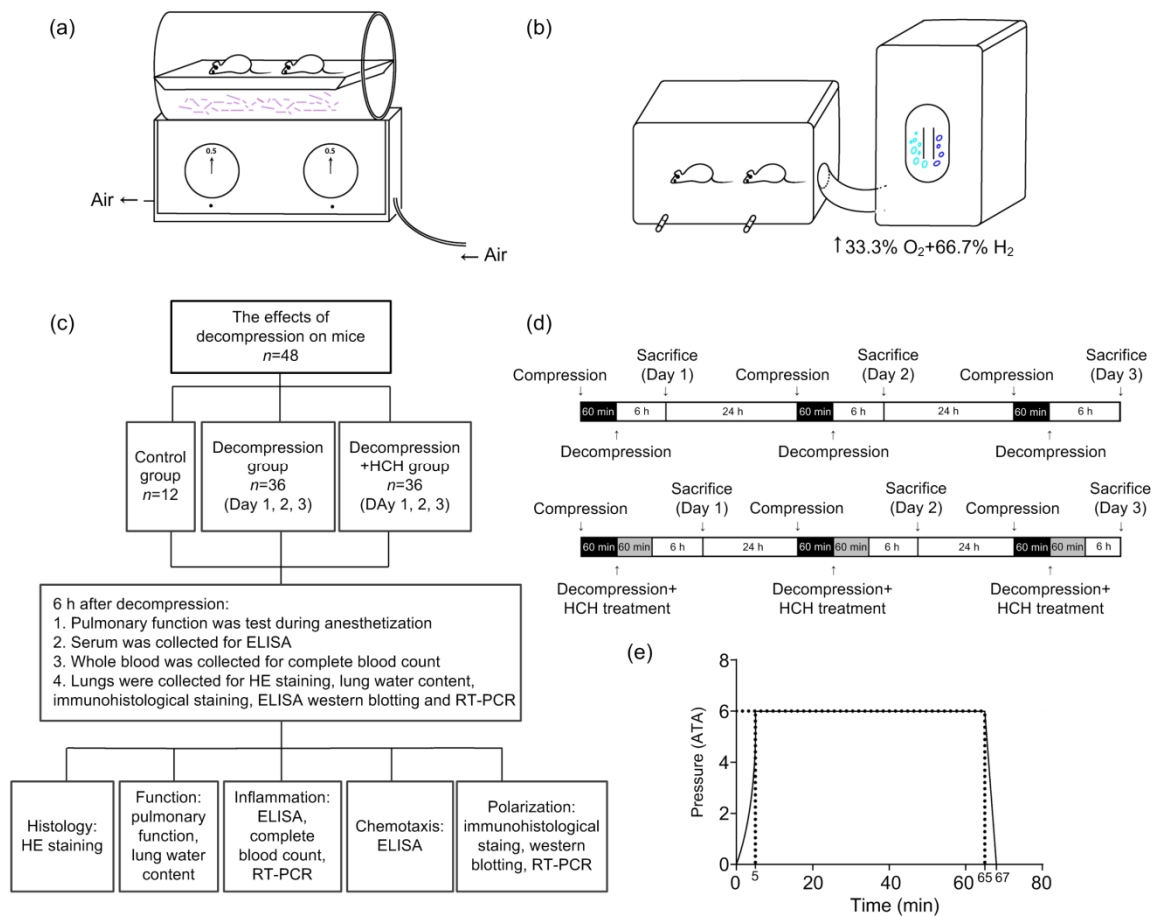 (a)
0.5
0.5
Air ←
← Air
(b)
↑33.3% O₂+66.7% H₂
(c)
The effects of
decompression on mice
n=48
Control
group
n=12
Decompression
group
n=36
(Day 1, 2, 3)
Decompression
+HCH group
n=36
(DAy 1, 2, 3)
6 h after decompression:
1. Pulmonary function was test during anesthetization
2. Serum was collected for ELISA
3. Whole blood was collected for complete blood count
4. Lungs were collected for HE staining, lung water content,
immunohistological staining, ELISA western blotting and RT-PCR
Histology:
HE staining
Function:
pulmonary
function,
lung water
content
Inflammation:
ELISA,
complete
blood count,
RT-PCR
Chemotaxis:
ELISA
Polarization:
immunohistological
staing, western
blotting, RT-PCR
(d)
Sacrifice Sacrifice Sacrifice
Compression (Day 1) Compression (Day 2) Compression (Day 3)
60 min 6 h 24 h 60 min 6 h 24 h 60 min 6 h
Decompression Decompression Decompression
Sacrifice Sacrifice Sacrifice
Compression (Day 1) Compression (Day 2) Compression (Day 3)
60 min 60 min 6 h 24 h 60 min 60 min 6 h 24 h 60 min 60 min 6 h
Decompression+ Decompression+ Decompression+
HCH treatment HCH treatment HCH treatment
(e)
Pressure (ATA)
8
6
4
2
0
0 5 20 40 60 65 67 80
Time (min)